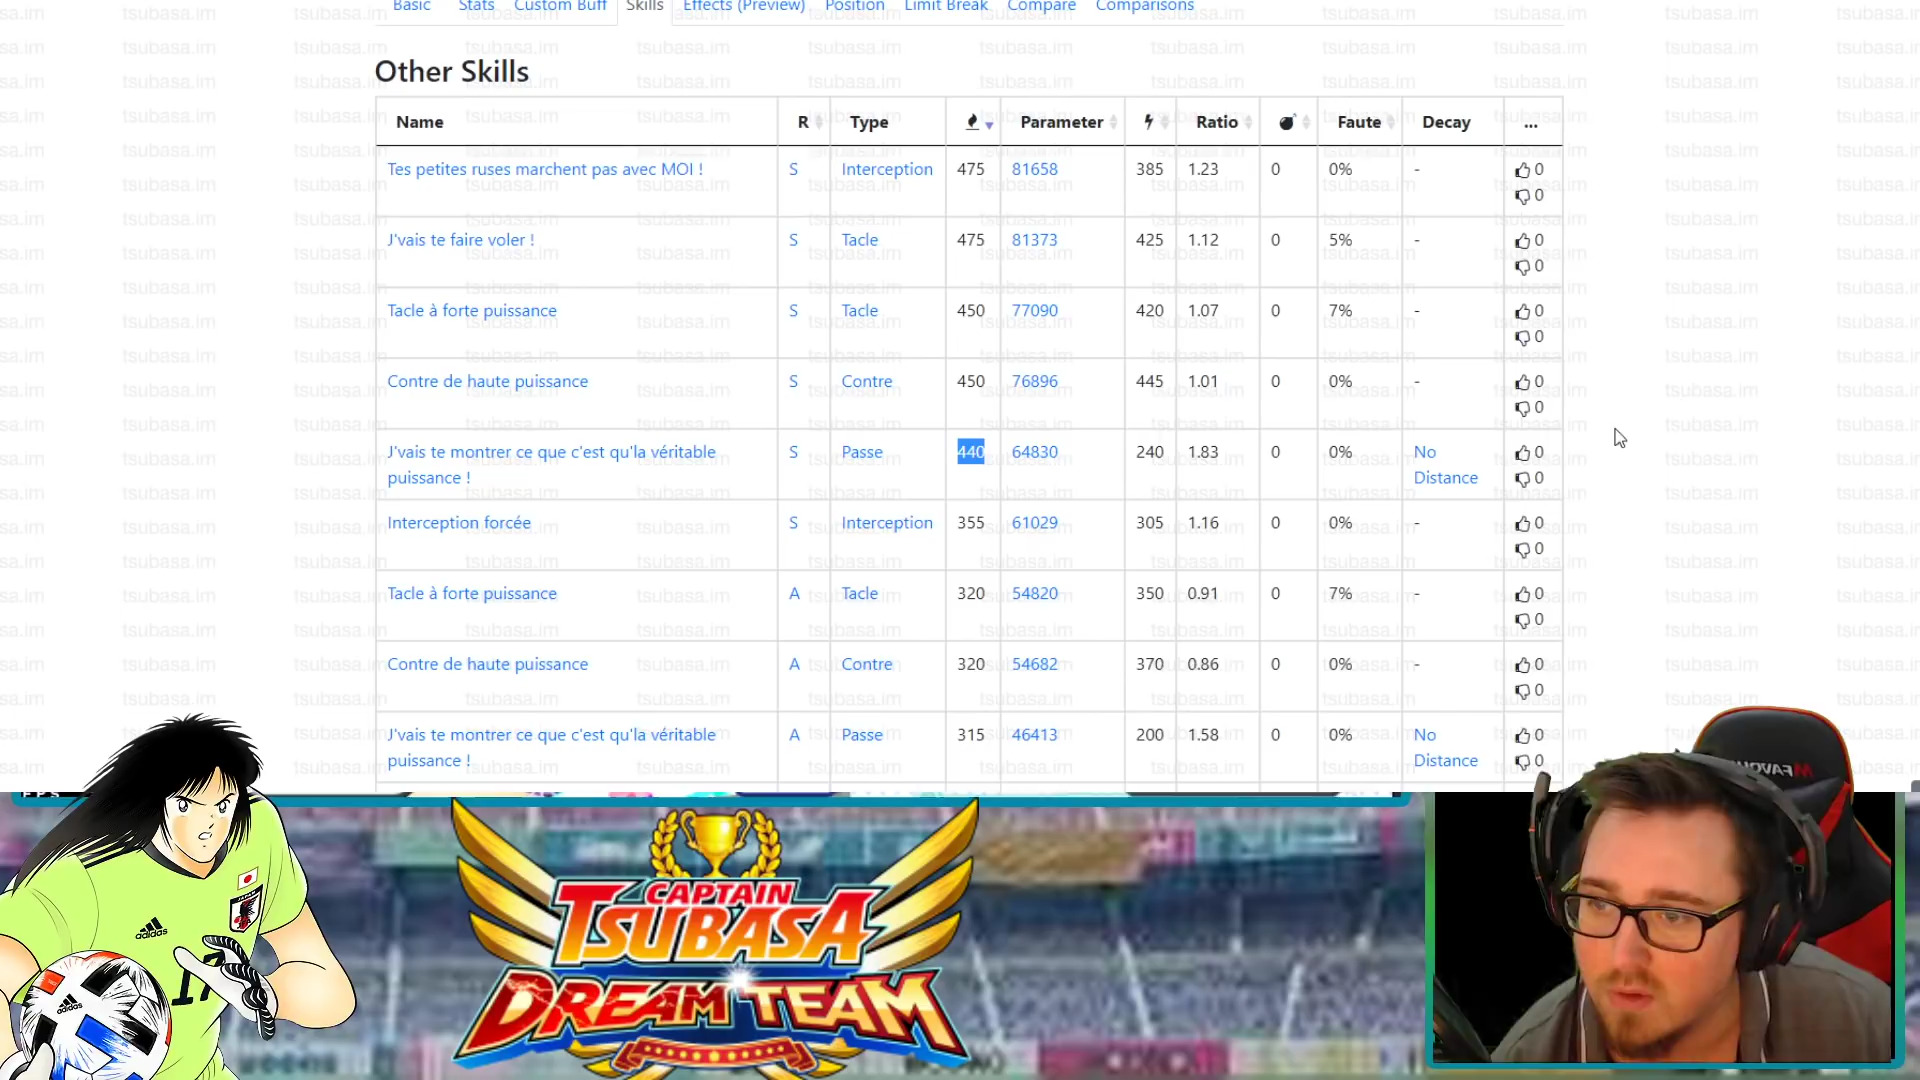 Basic Stats Custom Buff Skills Effects (Preview) Position Limit Break Compare Comparisons
Other Skills
Name R Type Parameter Ratio Faute Decay ...
Tes petites ruses marchent pas avec MOI ! S Interception 475 81658 385 1.23 0 0% - 0
0
J'vais te faire voler ! S Tacle 475 81373 425 1.12 0 5% - 0
0
Tacle à forte puissance S Tacle 450 77090 420 1.07 0 7% - 0
0
Contre de haute puissance S Contre 450 76896 445 1.01 0 0% - 0
0
J'vais te montrer ce que c'est qu'la véritable S Passe 440 64830 240 1.83 0 0% No 0
puissance ! Distance 0
Interception forcée S Interception 355 61029 305 1.16 0 0% - 0
0
Tacle à forte puissance A Tacle 320 54820 350 0.91 0 7% - 0
0
Contre de haute puissance A Contre 320 54682 370 0.86 0 0% - 0
0
J'vais te montrer ce que c'est qu'la véritable A Passe 315 46413 200 1.58 0 0% No 0
puissance ! Distance 0
tsubasa.im
adidas
17
adidas
CAPTAIN
TSUBASA
DREAM TEAM